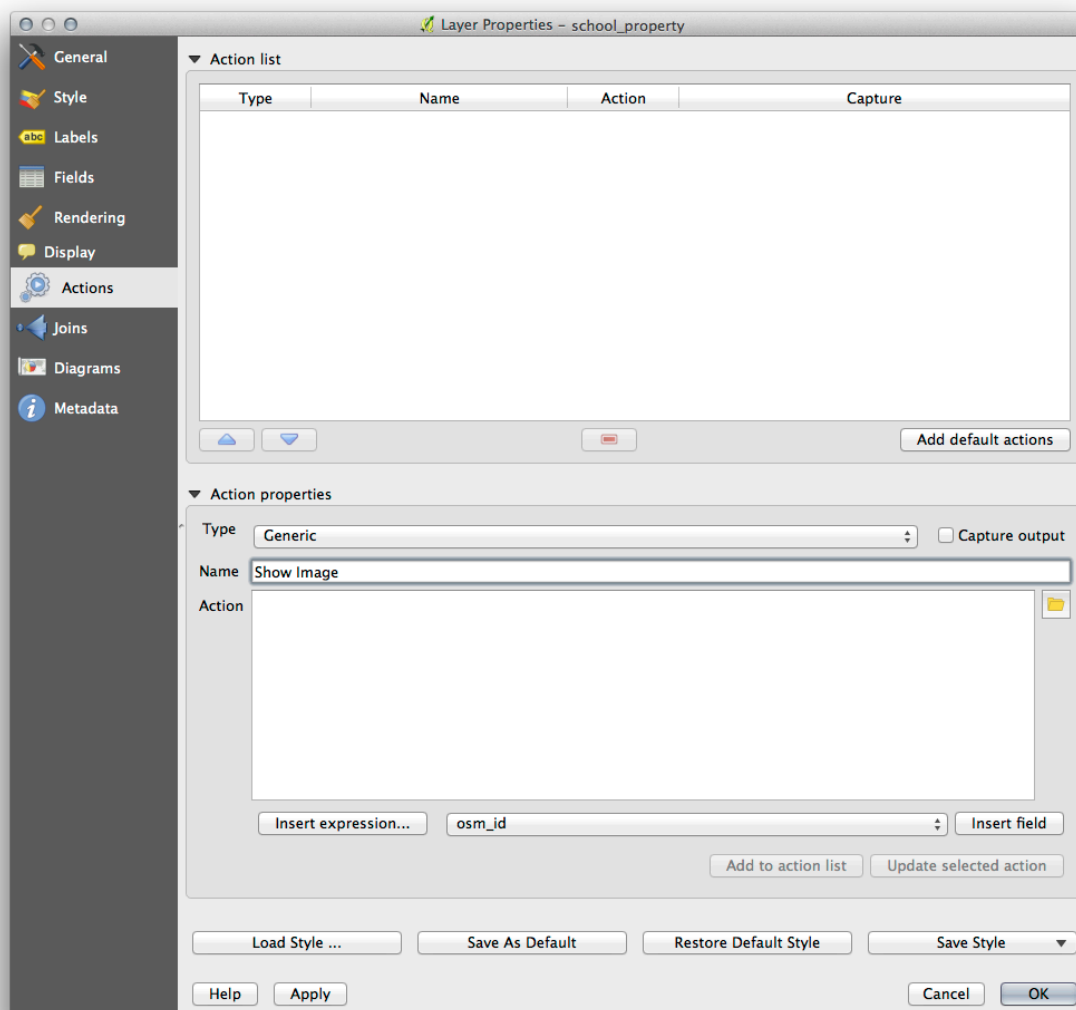 Layer Properties – school_property
General
Style
abc Labels
Fields
Rendering
Display
Actions
Joins
Diagrams
i Metadata
Action list
Type Name Action Capture
Add default actions
Action properties
Type Generic Capture output
Name Show Image
Action
Insert expression... osm_id Insert field
Add to action list Update selected action
Load Style ... Save As Default Restore Default Style Save Style
Help Apply Cancel OK